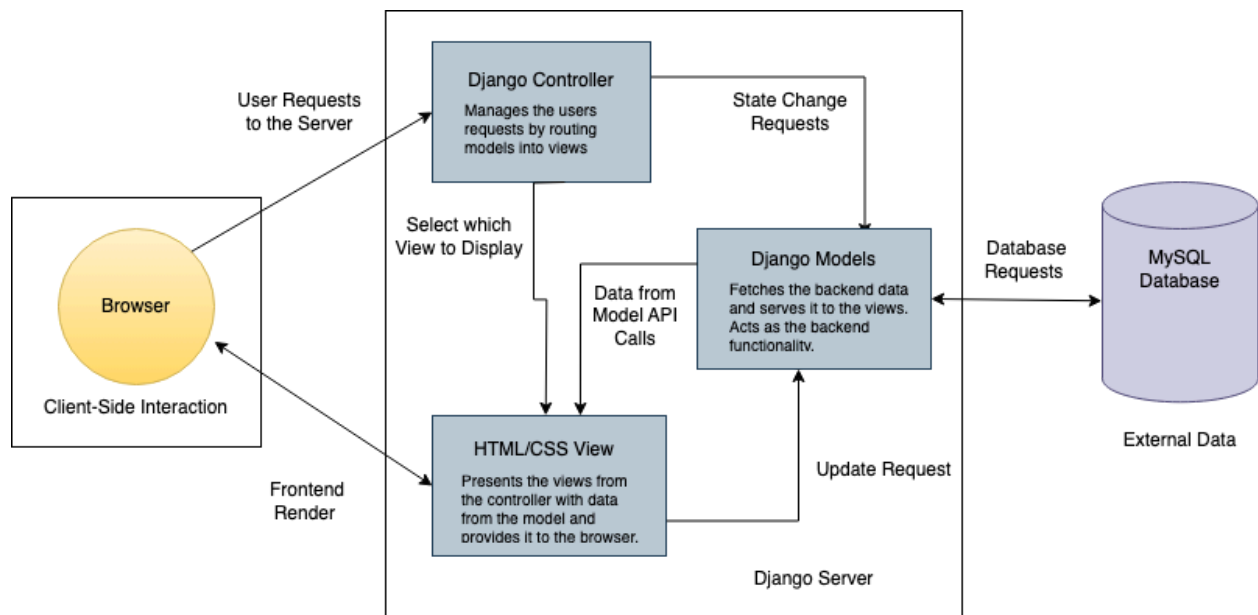 User Requests
to the Server
Django Controller
Manages the users
requests by routing
models into views
State Change
Requests
Select which
View to Display
Browser
Client-Side Interaction
Django Models
Fetches the backend data
and serves it to the views.
Acts as the backend
functionality.
Data from
Model API
Calls
Database
Requests
MySQL
Database
External Data
HTML/CSS View
Presents the views from
the controller with data
from the model and
provides it to the browser.
Frontend
Render
Update Request
Django Server